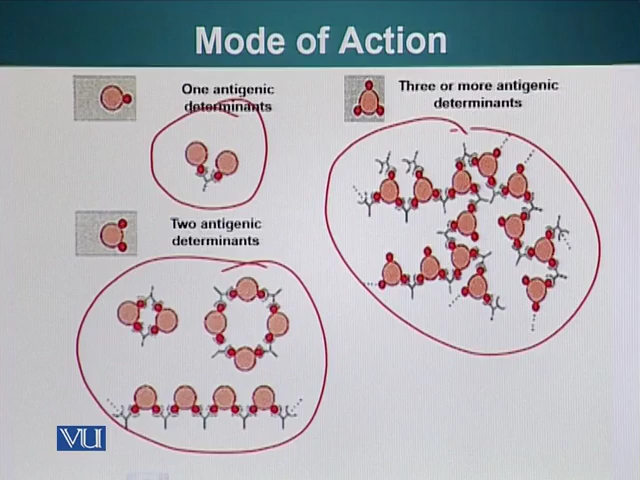 Mode of Action
One antigenic
determinants
Three or more antigenic
determinants
Two antigenic
determinants
VU